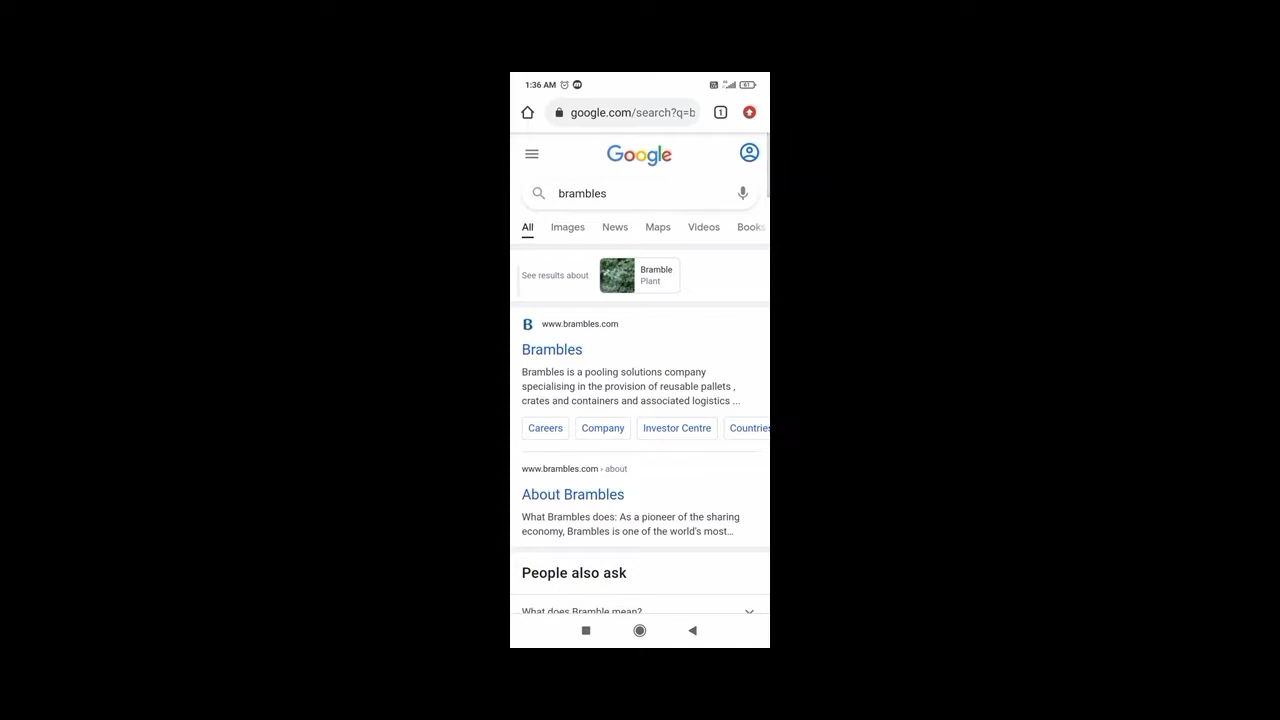 1:36 AM
61
google.com/search?q=b
1
Google
brambles
All Images News Maps Videos Books
See results about
Bramble
Plant
B www.brambles.com
Brambles
Brambles is a pooling solutions company
specialising in the provision of reusable pallets ,
crates and containers and associated logistics ...
Careers Company Investor Centre Countries
www.brambles.com › about
About Brambles
What Brambles does: As a pioneer of the sharing
economy, Brambles is one of the world's most...
People also ask
What does Bramble mean?